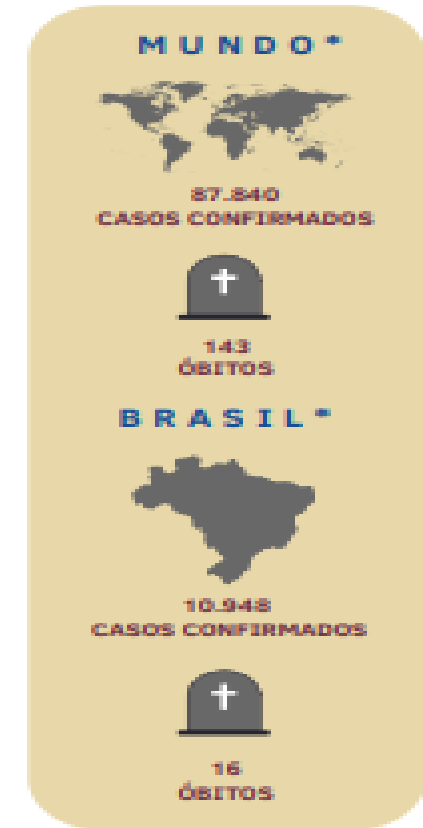 MUNDO*
87.840
CASOS CONFIRMADOS
143
ÓBITOS
BRASIL*
10.948
CASOS CONFIRMADOS
16
ÓBITOS